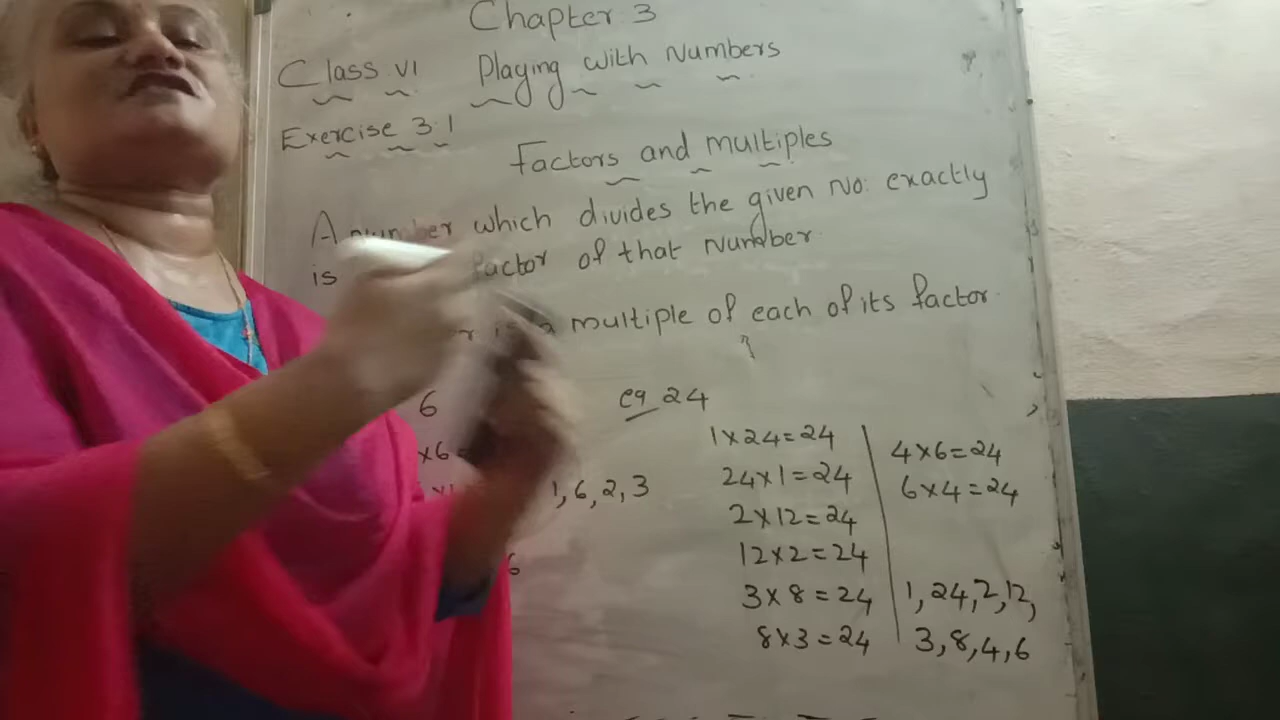 Chapter 3
Class VI Playing with Numbers
Exercise 3.1
Factors and multiples
A number which divides the given No: exactly
is factor of that number.
is a multiple of each of its factor
6 eg 24
×6
1, 6, 2, 3
6
1×24=24
24×1=24
2×12=24
12×2=24
3×8=24
8×3=24
4×6=24
6×4=24
1, 24, 2, 12,
3, 8, 4, 6